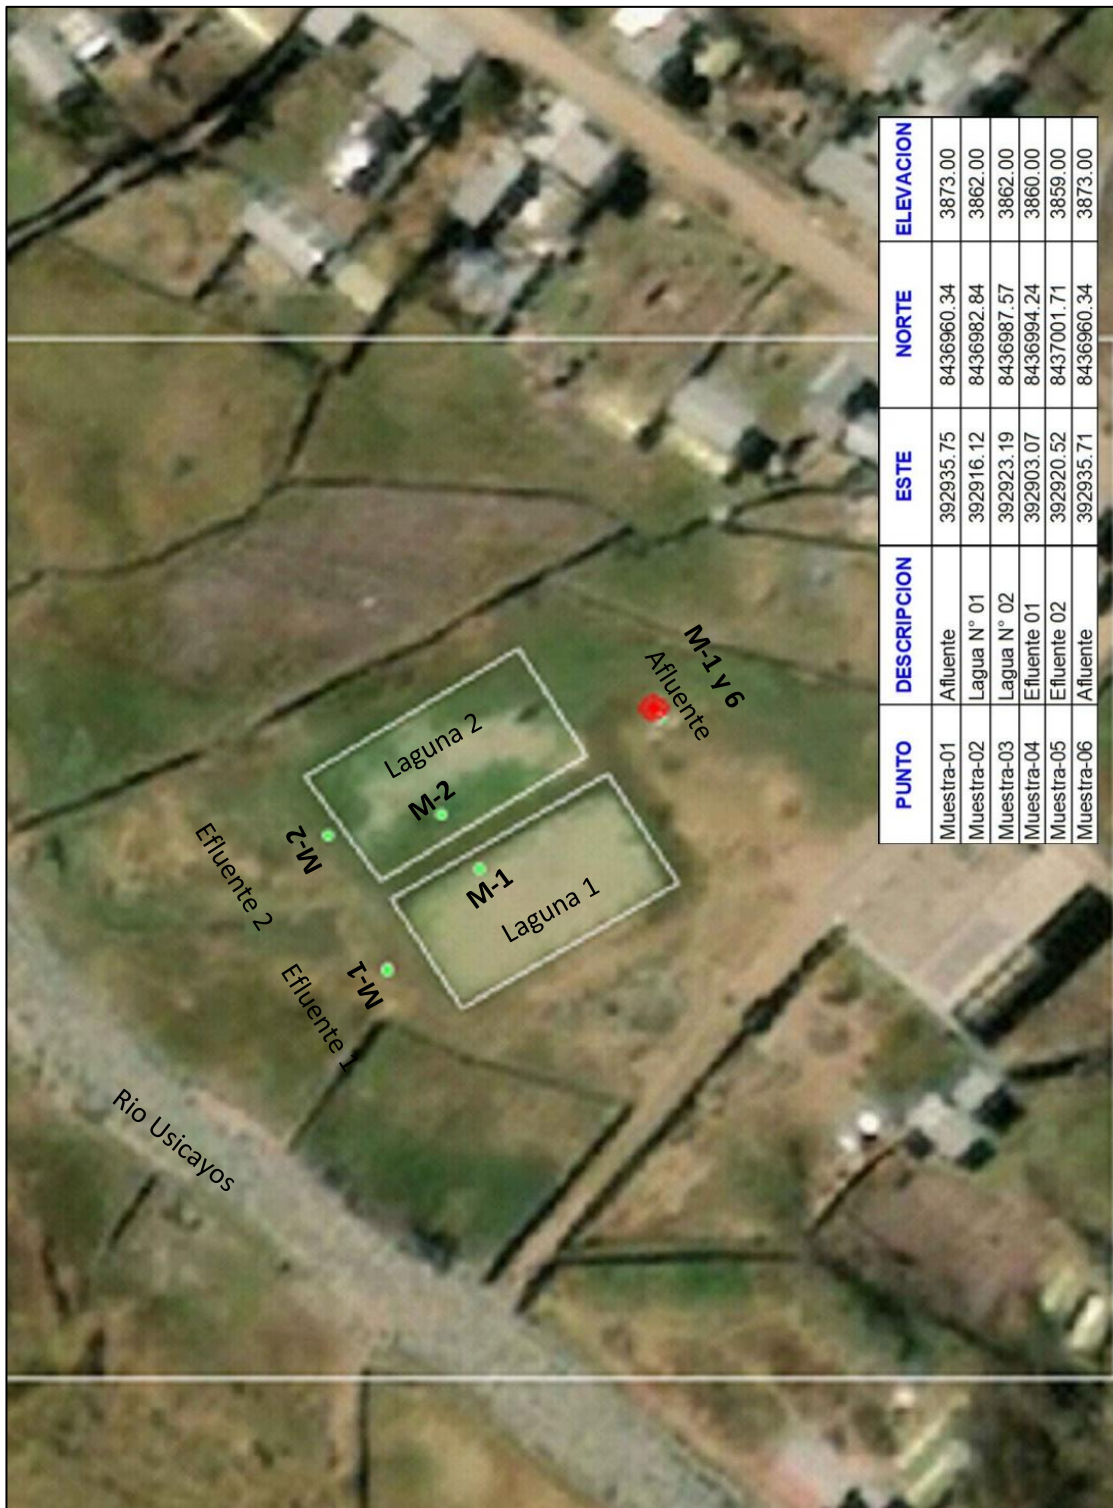 Laguna 2
M-2
M-2
Efluente 2
M-1
Laguna 1
M-1
Efluente 1
Rio Usicayos
M-1 y 6
Afluente
PUNTO DESCRIPCION ESTE NORTE ELEVACION
Muestra-01 Afluente 392935.75 8436960.34 3873.00
Muestra-02 Lagua N° 01 392916.12 8436982.84 3862.00
Muestra-03 Lagua N° 02 392923.19 8436987.57 3862.00
Muestra-04 Efluente 01 392903.07 8436994.24 3860.00
Muestra-05 Efluente 02 392920.52 8437001.71 3859.00
Muestra-06 Afluente 392935.71 8436960.34 3873.00